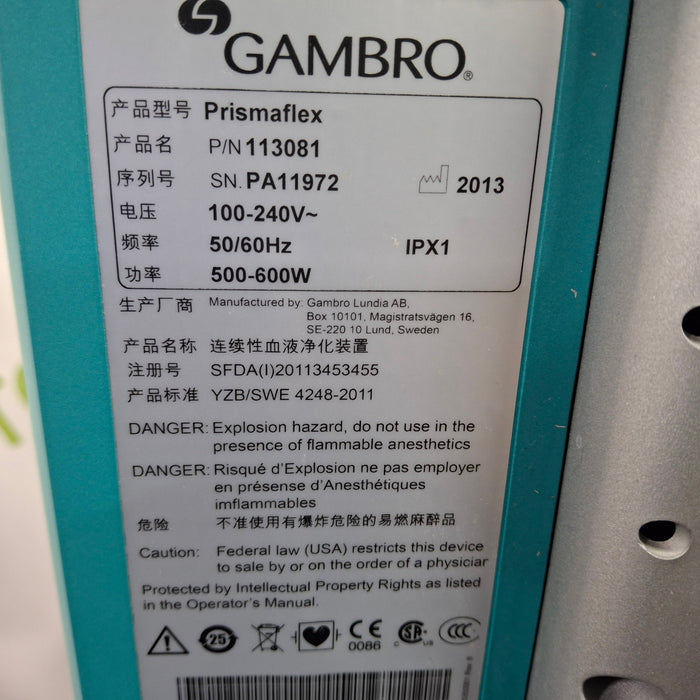 GAMBRO®
产品型号 Prismaflex
产品名 P/N 113081
序列号 SN. PA11972 2013
电压 100-240V~
频率 50/60Hz IPX1
功率 500-600W
生产厂商 Manufactured by: Gambro Lundia AB,
Box 10101, Magistratsvägen 16,
SE-220 10 Lund, Sweden
产品名称 连续性血液净化装置
注册号 SFDA(I)20113453455
产品标准 YZB/SWE 4248-2011
DANGER: Explosion hazard, do not use in the
presence of flammable anesthetics
DANGER: Risqué d'Explosion ne pas employer
en présense d'Anesthétiques
imflammables
危险 不准使用有爆炸危险的易燃麻醉品
Caution: Federal law (USA) restricts this device
to sale by or on the order of a physician
Protected by Intellectual Property Rights as listed
in the Operator's Manual.
25 CE 0086 C SA US CCC